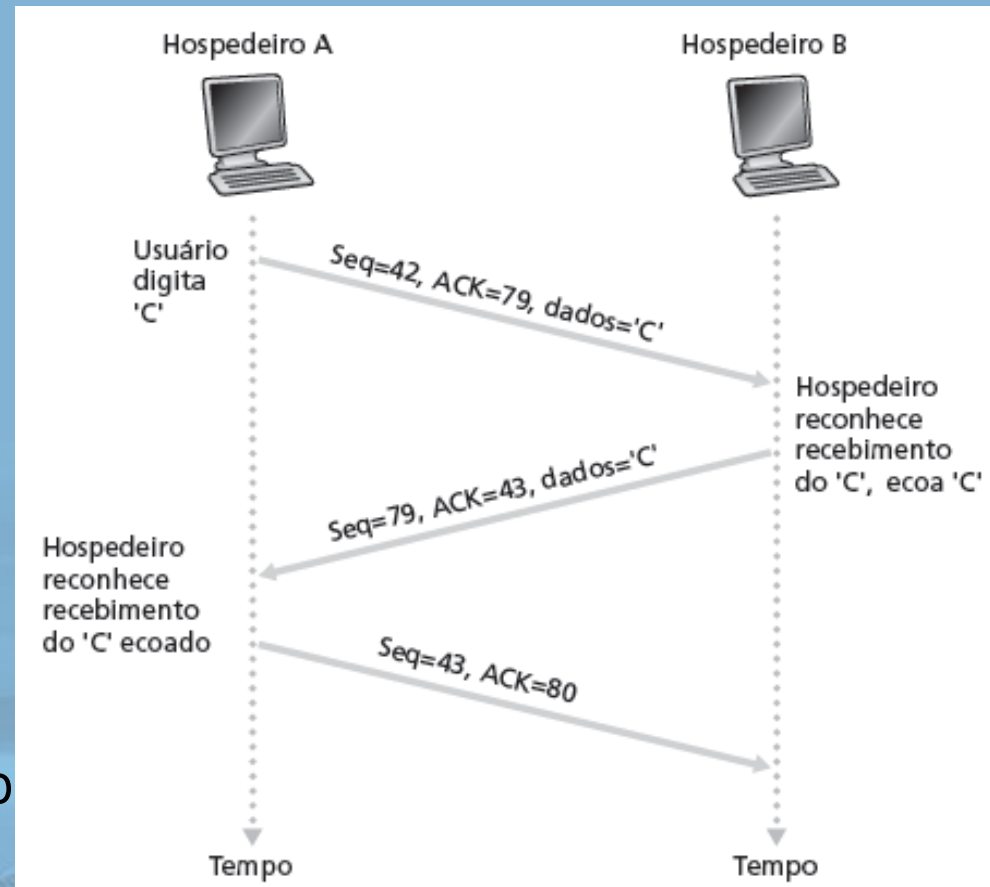 Hospedeiro A
Hospedeiro B
Usuário
digita
'C'
Seq=42, ACK=79, dados='C'
Hospedeiro
reconhece
recebimento
do 'C', ecoa 'C'
Seq=79, ACK=43, dados='C'
Hospedeiro
reconhece
recebimento
do 'C' ecoado
Seq=43, ACK=80
Tempo
Tempo